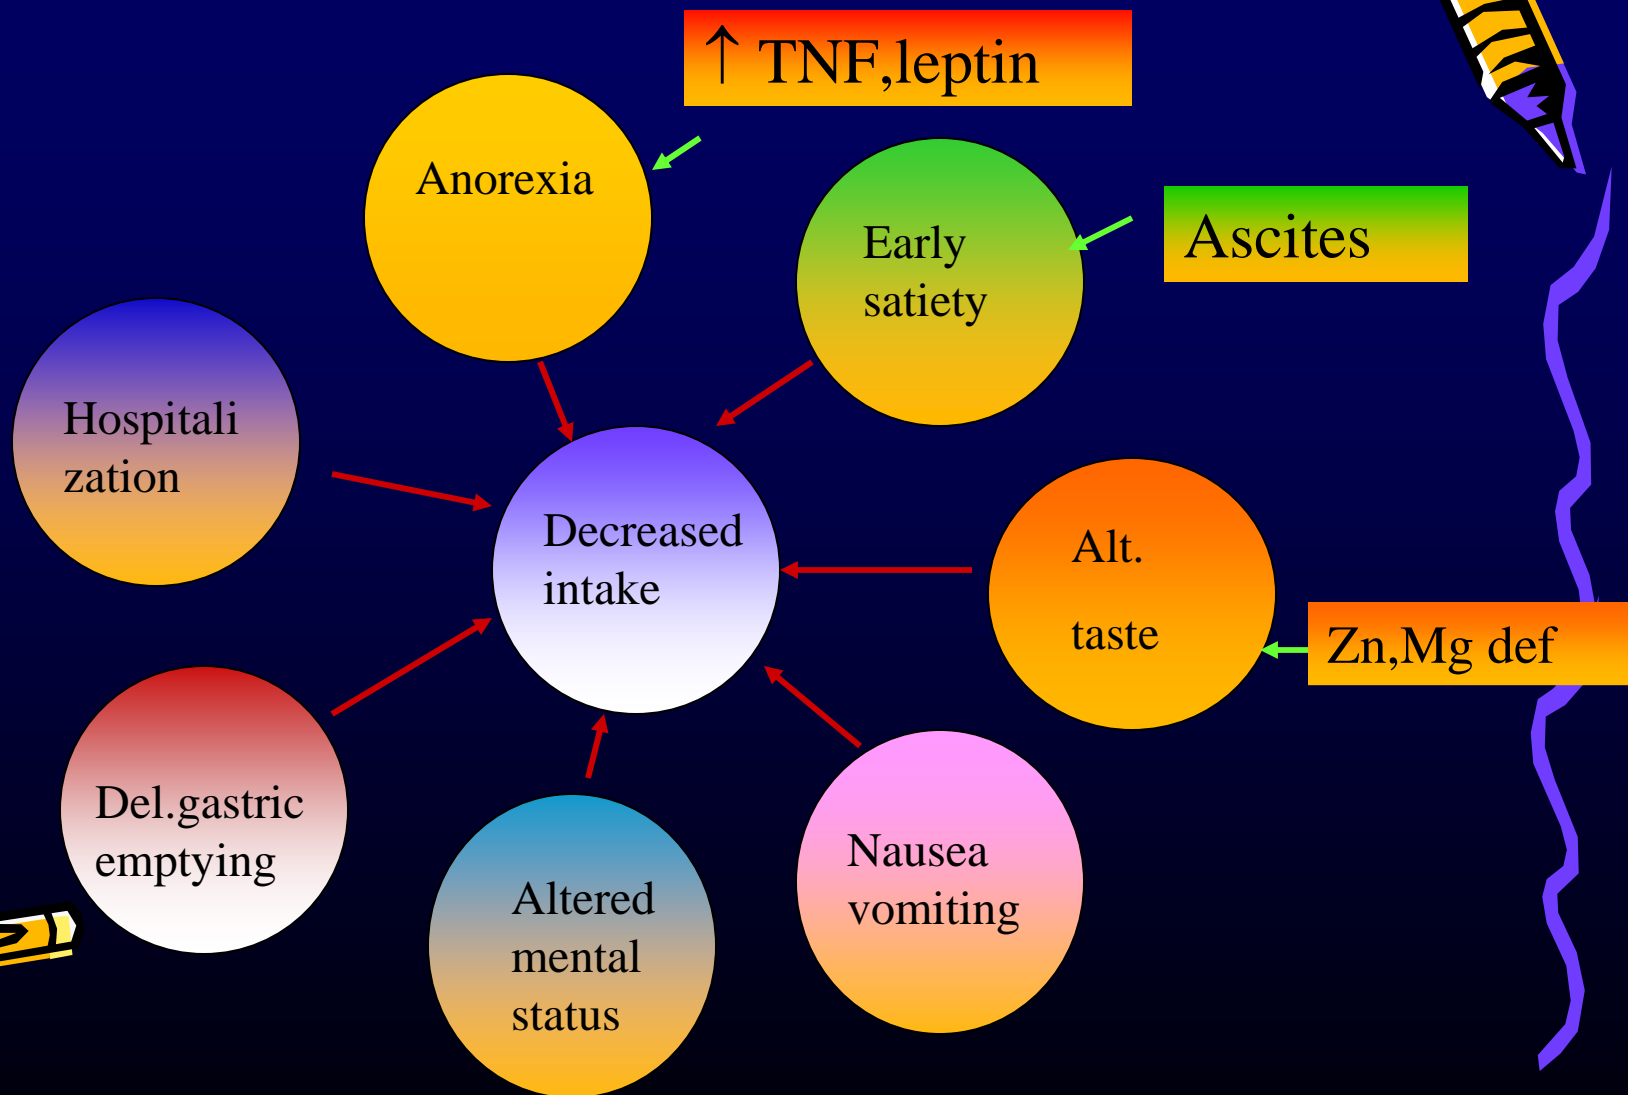 ↑ TNF,leptin
Anorexia
Early
satiety
Ascites
Hospitali
zation
Decreased
intake
Alt.
taste
Zn,Mg def
Del.gastric
emptying
Altered
mental
status
Nausea
vomiting